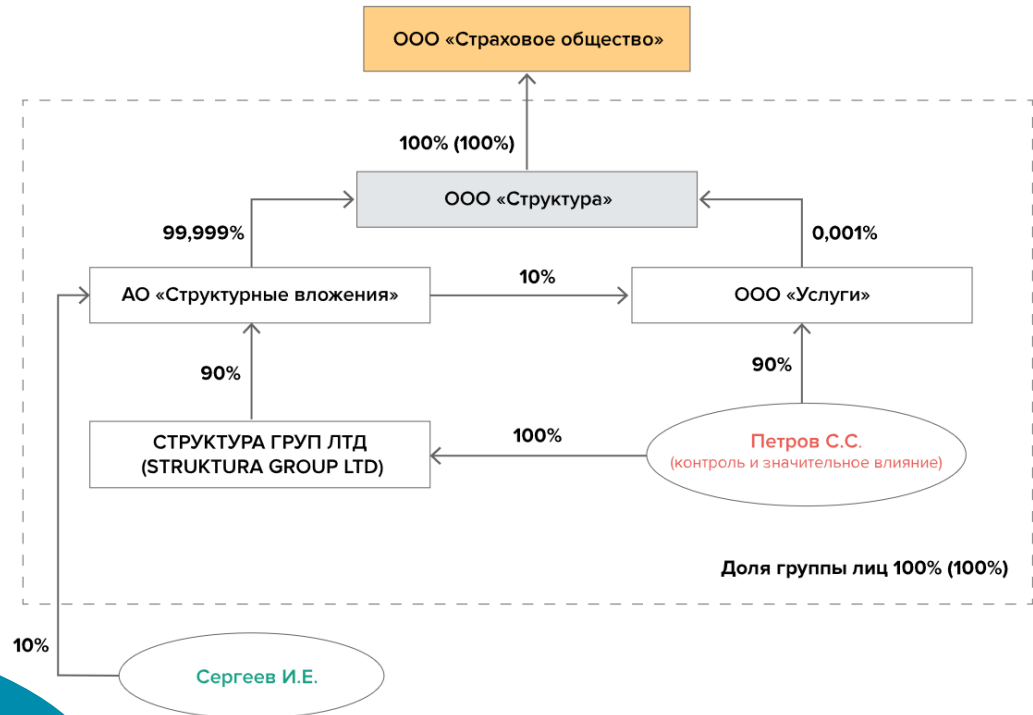 ООО «Страховое общество»
100% (100%)
ООО «Структура»
99,999%
0,001%
АО «Структурные вложения»
10%
ООО «Услуги»
90%
90%
СТРУКТУРА ГРУП ЛТД
(STRUKTURA GROUP LTD)
100%
Петров С.С.
(контроль и значительное влияние)
Доля группы лиц 100% (100%)
10%
Сергеев И.Е.